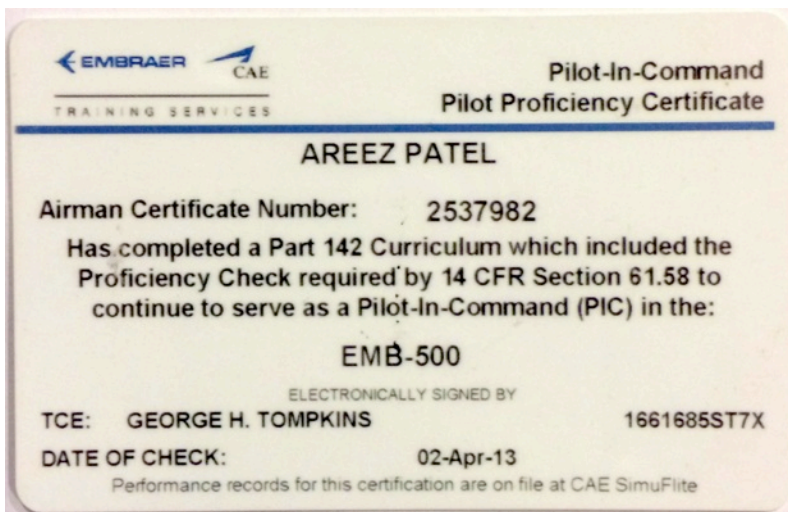 EMBRAER CAE
TRAINING SERVICES
Pilot-In-Command
Pilot Proficiency Certificate
AREEZ PATEL
Airman Certificate Number: 2537982
Has completed a Part 142 Curriculum which included the
Proficiency Check required by 14 CFR Section 61.58 to
continue to serve as a Pilot-In-Command (PIC) in the:
EMB-500
ELECTRONICALLY SIGNED BY
TCE: GEORGE H. TOMPKINS 1661685ST7X
DATE OF CHECK: 02-Apr-13
Performance records for this certification are on file at CAE SimuFlite